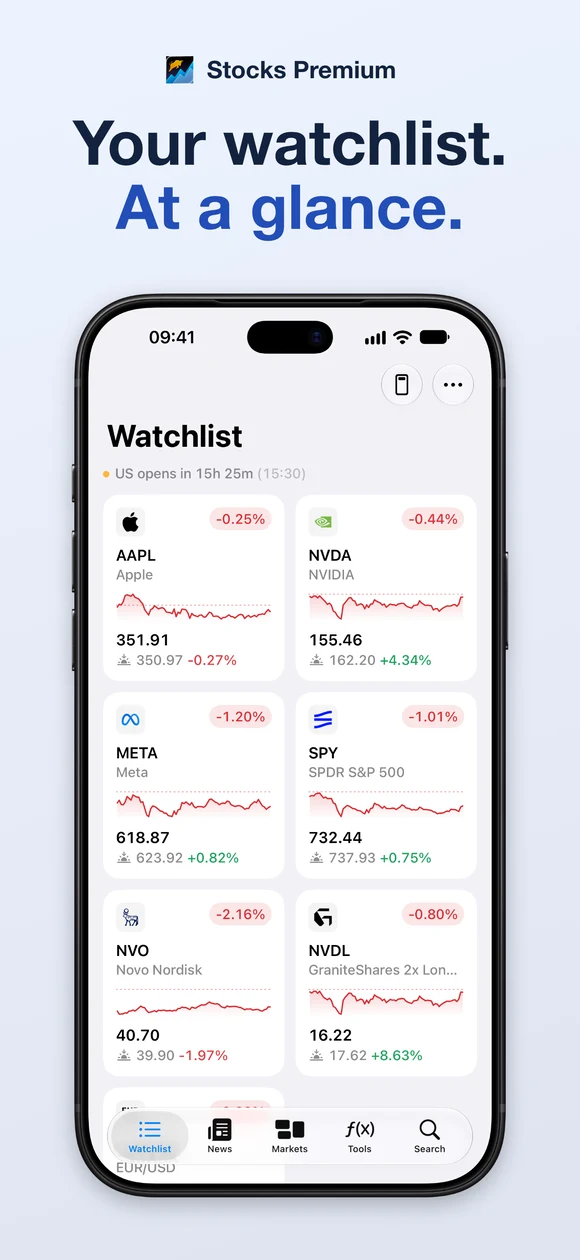 Stocks Premium
Your watchlist.
At a glance.
09:41
Watchlist
US opens in 15h 25m (15:30)
-0.25%
AAPL
Apple
351.91
350.97 -0.27%
-0.44%
NVDA
NVIDIA
155.46
162.20 +4.34%
-1.20%
META
Meta
618.87
623.92 +0.82%
-1.01%
SPY
SPDR S&P 500
732.44
737.93 +0.75%
-2.16%
NVO
Novo Nordisk
40.70
39.90 -1.97%
-0.80%
NVDL
GraniteShares 2x Lon...
16.22
17.62 +8.63%
EUR/USD
Watchlist
News
Markets
f(x)
Tools
Search